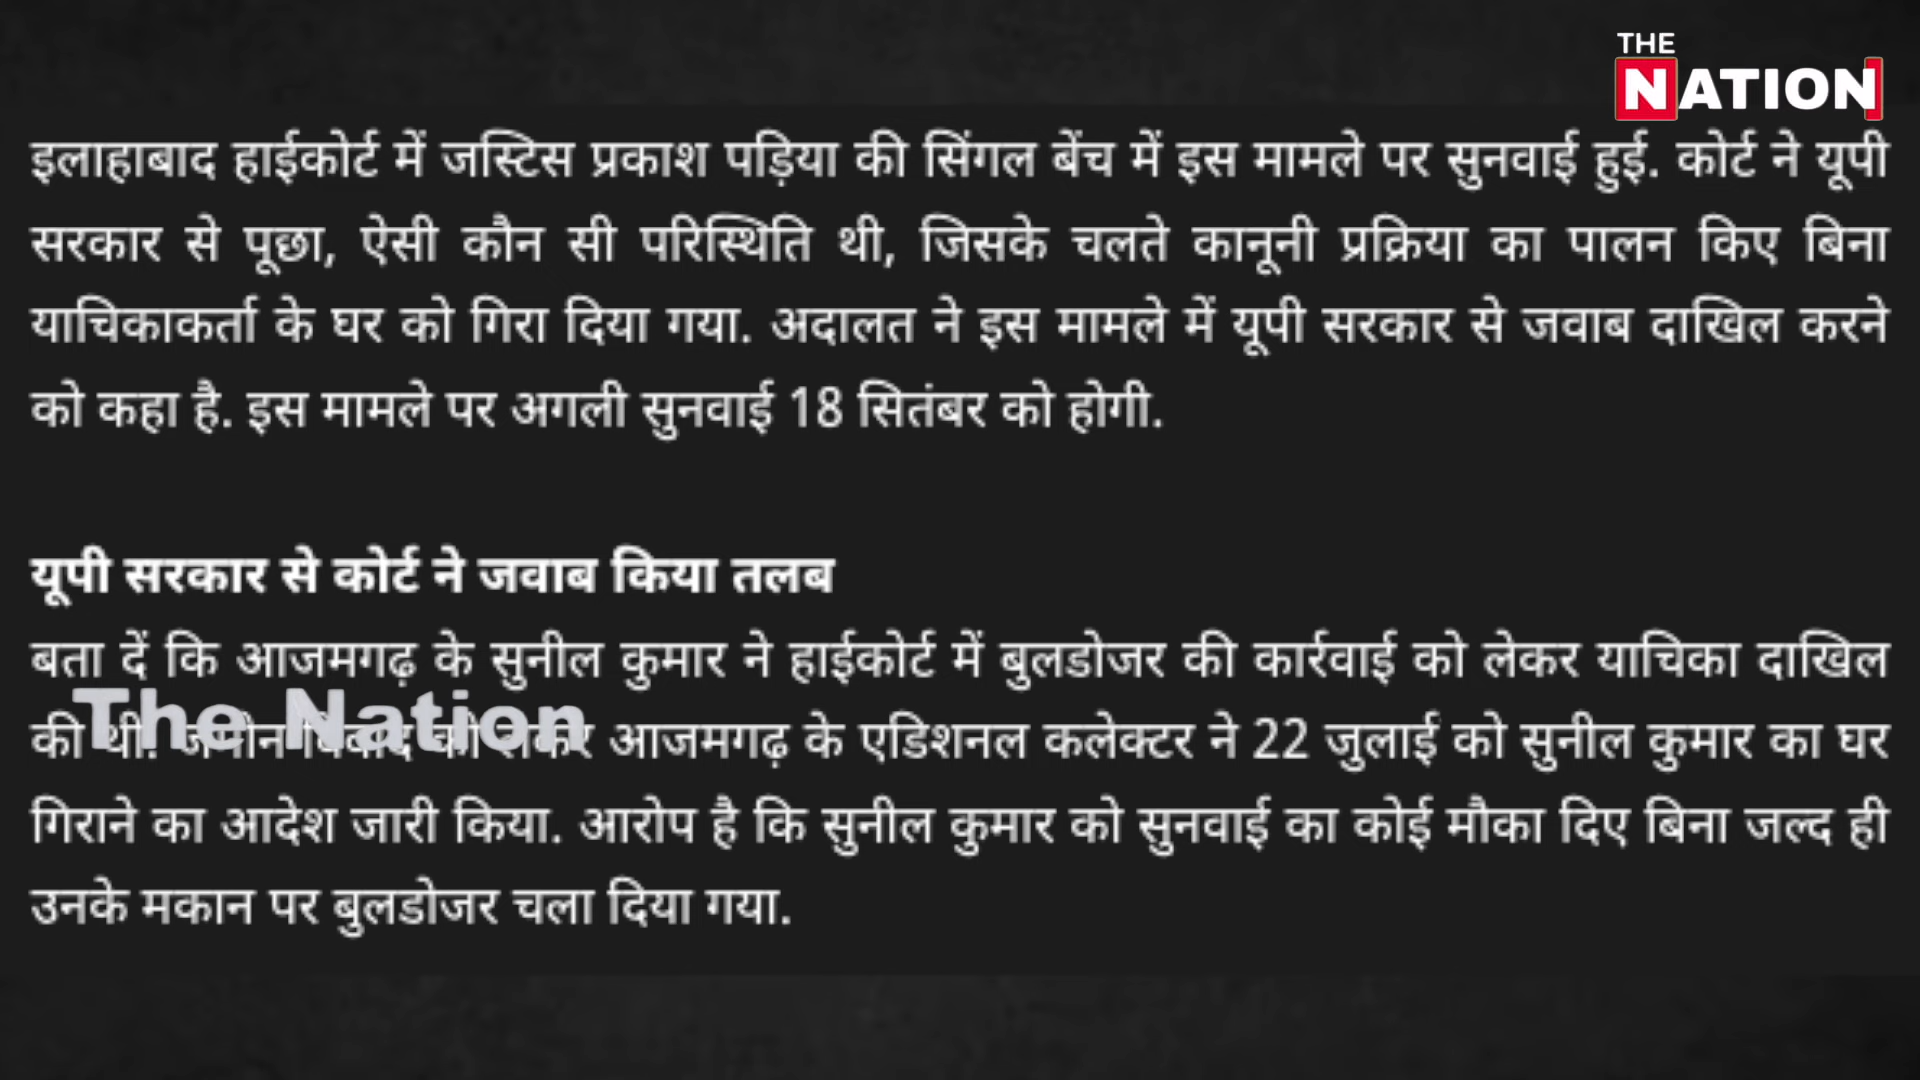 THE
NATION
इलाहाबाद हाईकोर्ट में जस्टिस प्रकाश पड़िया की सिंगल बेंच में इस मामले पर सुनवाई हुई. कोर्ट ने यूपी
सरकार से पूछा, ऐसी कौन सी परिस्थिति थी, जिसके चलते कानूनी प्रक्रिया का पालन किए बिना
याचिकाकर्ता के घर को गिरा दिया गया. अदालत ने इस मामले में यूपी सरकार से जवाब दाखिल करने
को कहा है. इस मामले पर अगली सुनवाई 18 सितंबर को होगी.
यूपी सरकार से कोर्ट ने जवाब किया तलब
बता दें कि आजमगढ़ के सुनील कुमार ने हाईकोर्ट में बुलडोजर की कार्रवाई को लेकर याचिका दाखिल
The Nation
की थी. जमीन विवाद को लेकर आजमगढ़ के एडिशनल कलेक्टर ने 22 जुलाई को सुनील कुमार का घर
गिराने का आदेश जारी किया. आरोप है कि सुनील कुमार को सुनवाई का कोई मौका दिए बिना जल्द ही
उनके मकान पर बुलडोजर चला दिया गया.